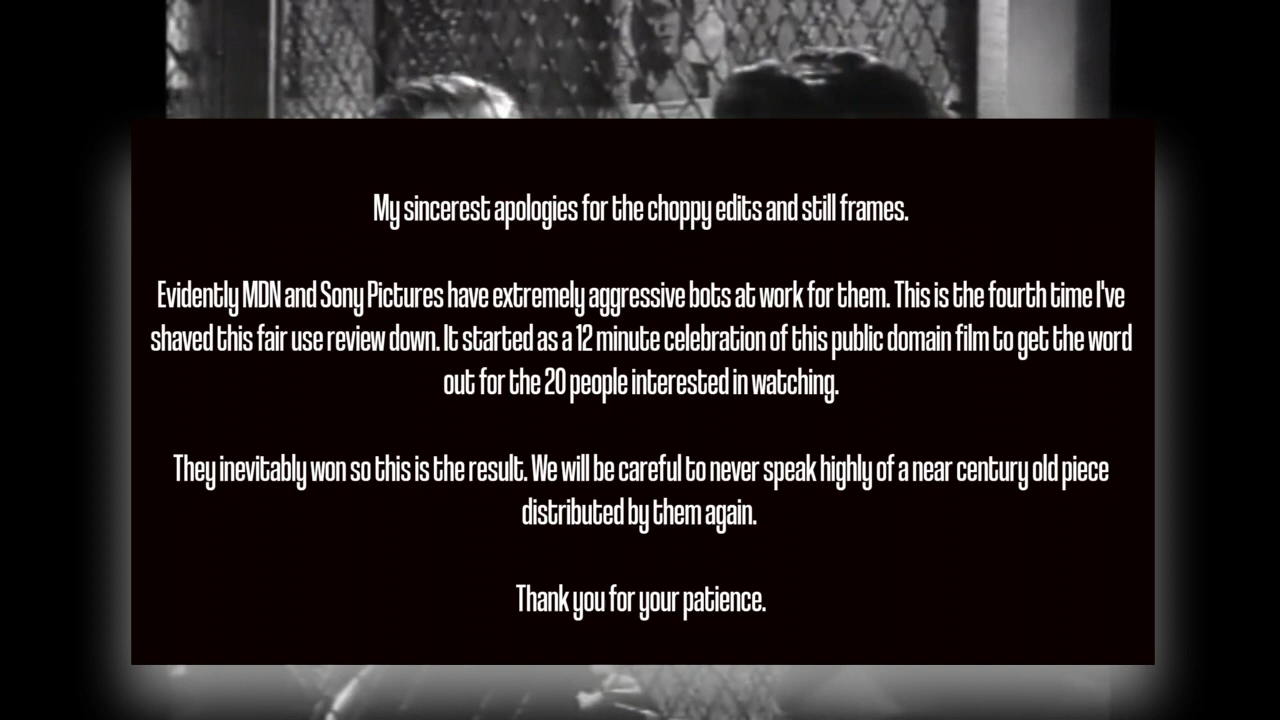 My sincerest apologies for the choppy edits and still frames.
Evidently MDN and Sony Pictures have extremely aggressive bots at work for them. This is the fourth time I've
shaved this fair use review down. It started as a 12 minute celebration of this public domain film to get the word
out for the 20 people interested in watching.
They inevitably won so this is the result. We will be careful to never speak highly of a near century old piece
distributed by them again.
Thank you for your patience.